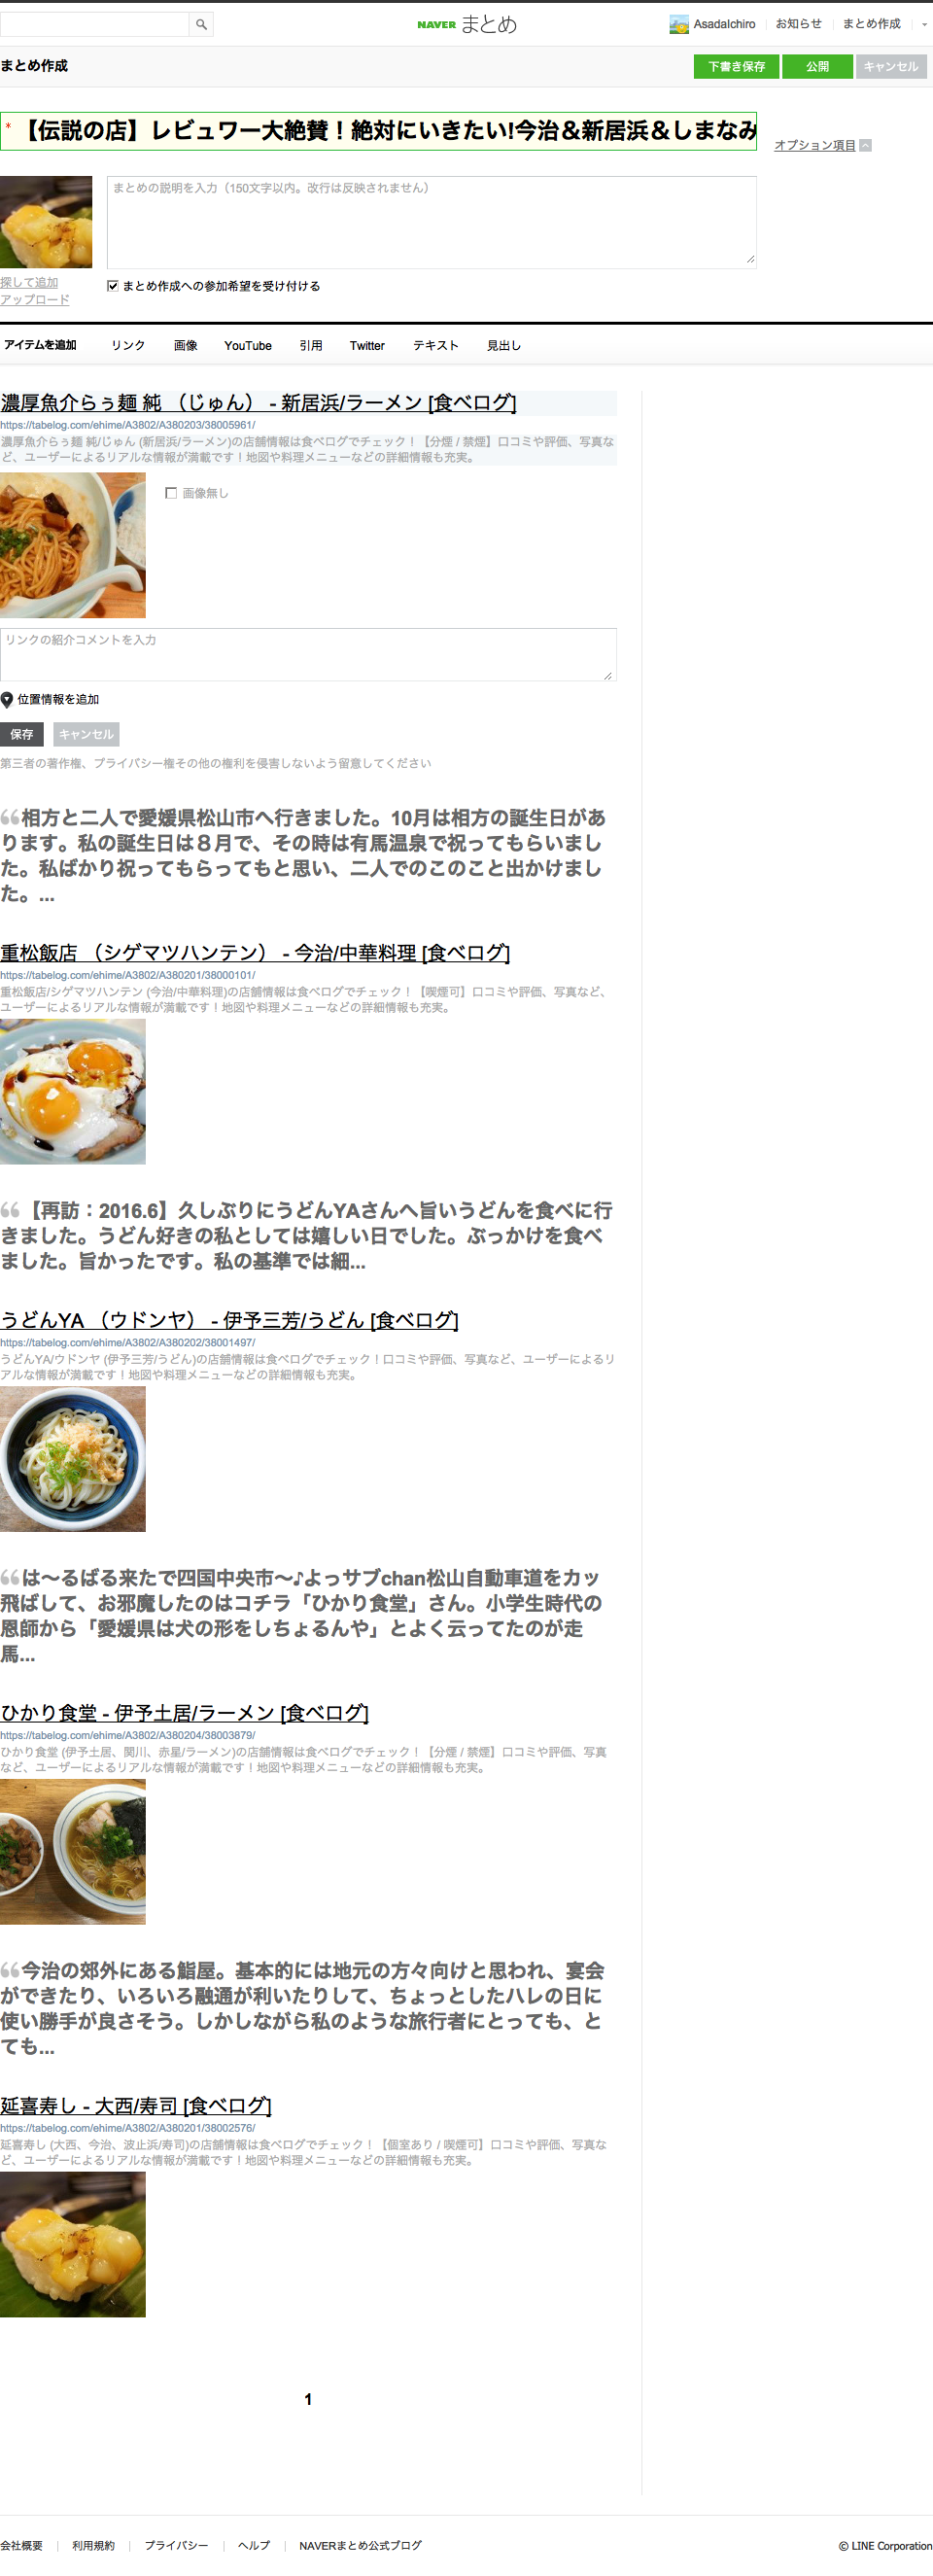 NAVER まとめ
AsadaIchiro
お知らせ
まとめ作成
まとめ作成
下書き保存
公開
キャンセル
*【伝説の店】レビュワー大絶賛！絶対にいきたい!今治＆新居浜＆しまなみ
オプション項目
まとめの説明を入力（150文字以内。改行は反映されません）
探して追加
アップロード
まとめ作成への参加希望を受け付ける
アイテムを追加 リンク 画像 YouTube 引用 Twitter テキスト 見出し
濃厚魚介らぅ麺 純 （じゅん） - 新居浜/ラーメン [食べログ]
https://tabelog.com/ehime/A3802/A380203/38005961/
濃厚魚介らぅ麺 純/じゅん (新居浜/ラーメン)の店舗情報は食べログでチェック！【分煙 / 禁煙】口コミや評価、写真な
ど、ユーザーによるリアルな情報が満載です！地図や料理メニューなどの詳細情報も充実。
画像無し
リンクの紹介コメントを入力
位置情報を追加
保存 キャンセル
第三者の著作権、プライバシー権その他の権利を侵害しないよう留意してください
“相方と二人で愛媛県松山市へ行きました。10月は相方の誕生日があ
ります。私の誕生日は８月で、その時は有馬温泉で祝ってもらいまし
た。私ばかり祝ってもらってもと思い、二人でのこのこと出かけまし
た。...
重松飯店 （シゲマツハンテン） - 今治/中華料理 [食べログ]
https://tabelog.com/ehime/A3802/A380201/38000101/
重松飯店/シゲマツハンテン (今治/中華料理)の店舗情報は食べログでチェック！【喫煙可】口コミや評価、写真など、
ユーザーによるリアルな情報が満載です！地図や料理メニューなどの詳細情報も充実。
“【再訪：2016.6】久しぶりにうどんYAさんへ旨いうどんを食べに行
きました。うどん好きの私としては嬉しい日でした。ぶっかけを食べ
ました。旨かったです。私の基準では細...
うどんYA （ウドンヤ） - 伊予三芳/うどん [食べログ]
https://tabelog.com/ehime/A3802/A380202/38001497/
うどんYA/ウドンヤ (伊予三芳/うどん)の店舗情報は食べログでチェック！口コミや評価、写真など、ユーザーによるリ
アルな情報が満載です！地図や料理メニューなどの詳細情報も充実。
“は〜るばる来たで四国中央市〜♪よっサブchan松山自動車道をカッ
飛ばして、お邪魔したのはコチラ「ひかり食堂」さん。小学生時代の
恩師から「愛媛県は犬の形をしちょるんや」とよく云ってたのが走
馬...
ひかり食堂 - 伊予土居/ラーメン [食べログ]
https://tabelog.com/ehime/A3802/A380204/38003879/
ひかり食堂 (伊予土居、関川、赤星/ラーメン)の店舗情報は食べログでチェック！【分煙 / 禁煙】口コミや評価、写真
など、ユーザーによるリアルな情報が満載です！地図や料理メニューなどの詳細情報も充実。
“今治の郊外にある鮨屋。基本的には地元の方々向けと思われ、宴会
ができたり、いろいろ融通が利いたりして、ちょっとしたハレの日に
使い勝手が良さそう。しかしながら私のような旅行者にとっても、と
ても...
延喜寿し - 大西/寿司 [食べログ]
https://tabelog.com/ehime/A3802/A380201/38002576/
延喜寿し (大西、今治、波止浜/寿司)の店舗情報は食べログでチェック！【個室あり / 喫煙可】口コミや評価、写真な
ど、ユーザーによるリアルな情報が満載です！地図や料理メニューなどの詳細情報も充実。
1
会社概要 利用規約 プライバシー ヘルプ NAVERまとめ公式ブログ
© LINE Corporation